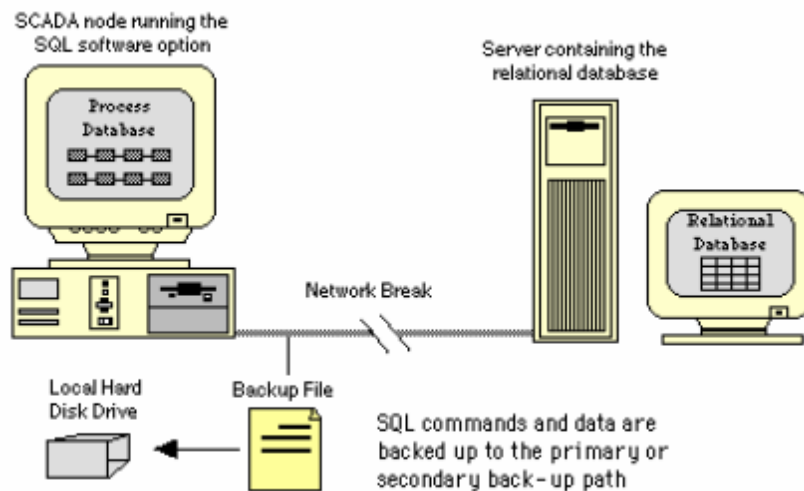 SCADA node running the
SQL software option
Process
Database
Server containing the
relational database
Relational
Database
Network Break
Local Hard
Disk Drive
Backup File
SQL commands and data are
backed up to the primary or
secondary back-up path